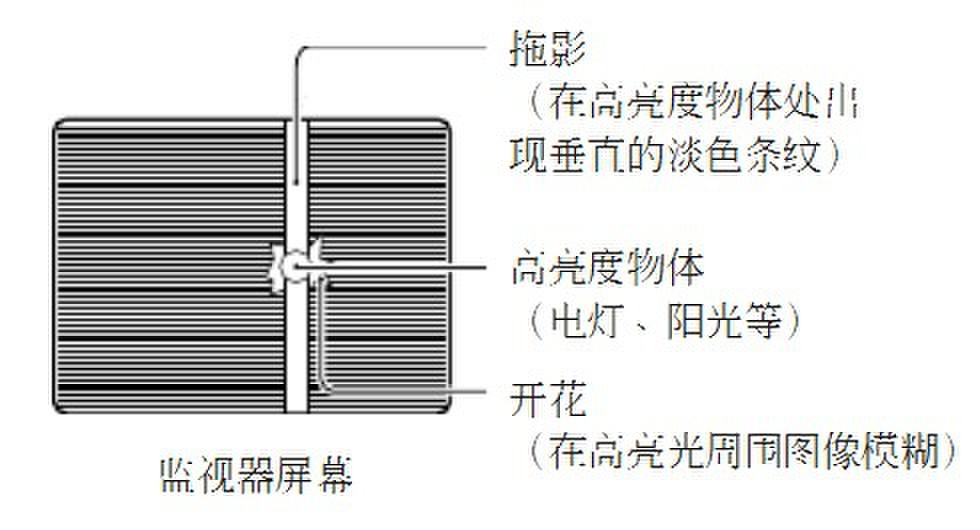 拖影
（在高亮度物体处出
现垂直的淡色条纹）
高亮度物体
（电灯、阳光等）
开花
（在高亮光周围图像模糊）
监视器屏幕